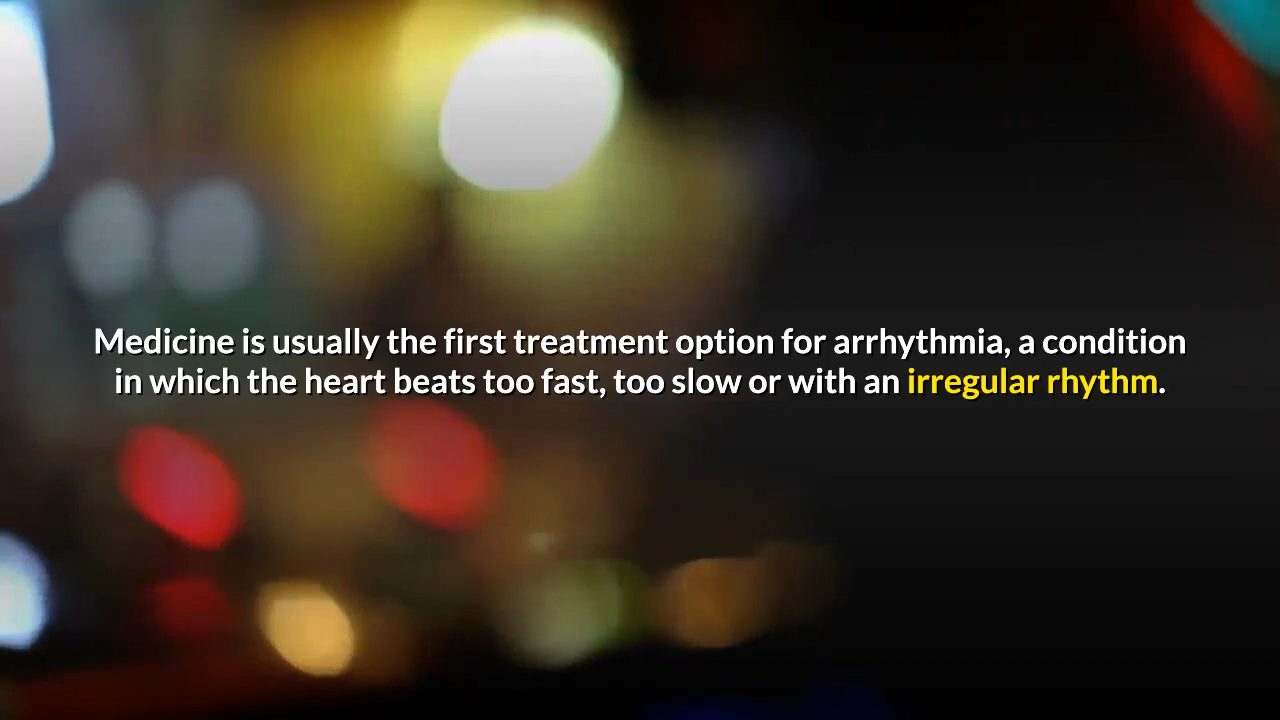 Medicine is usually the first treatment option for arrhythmia, a condition
in which the heart beats too fast, too slow or with an irregular rhythm.